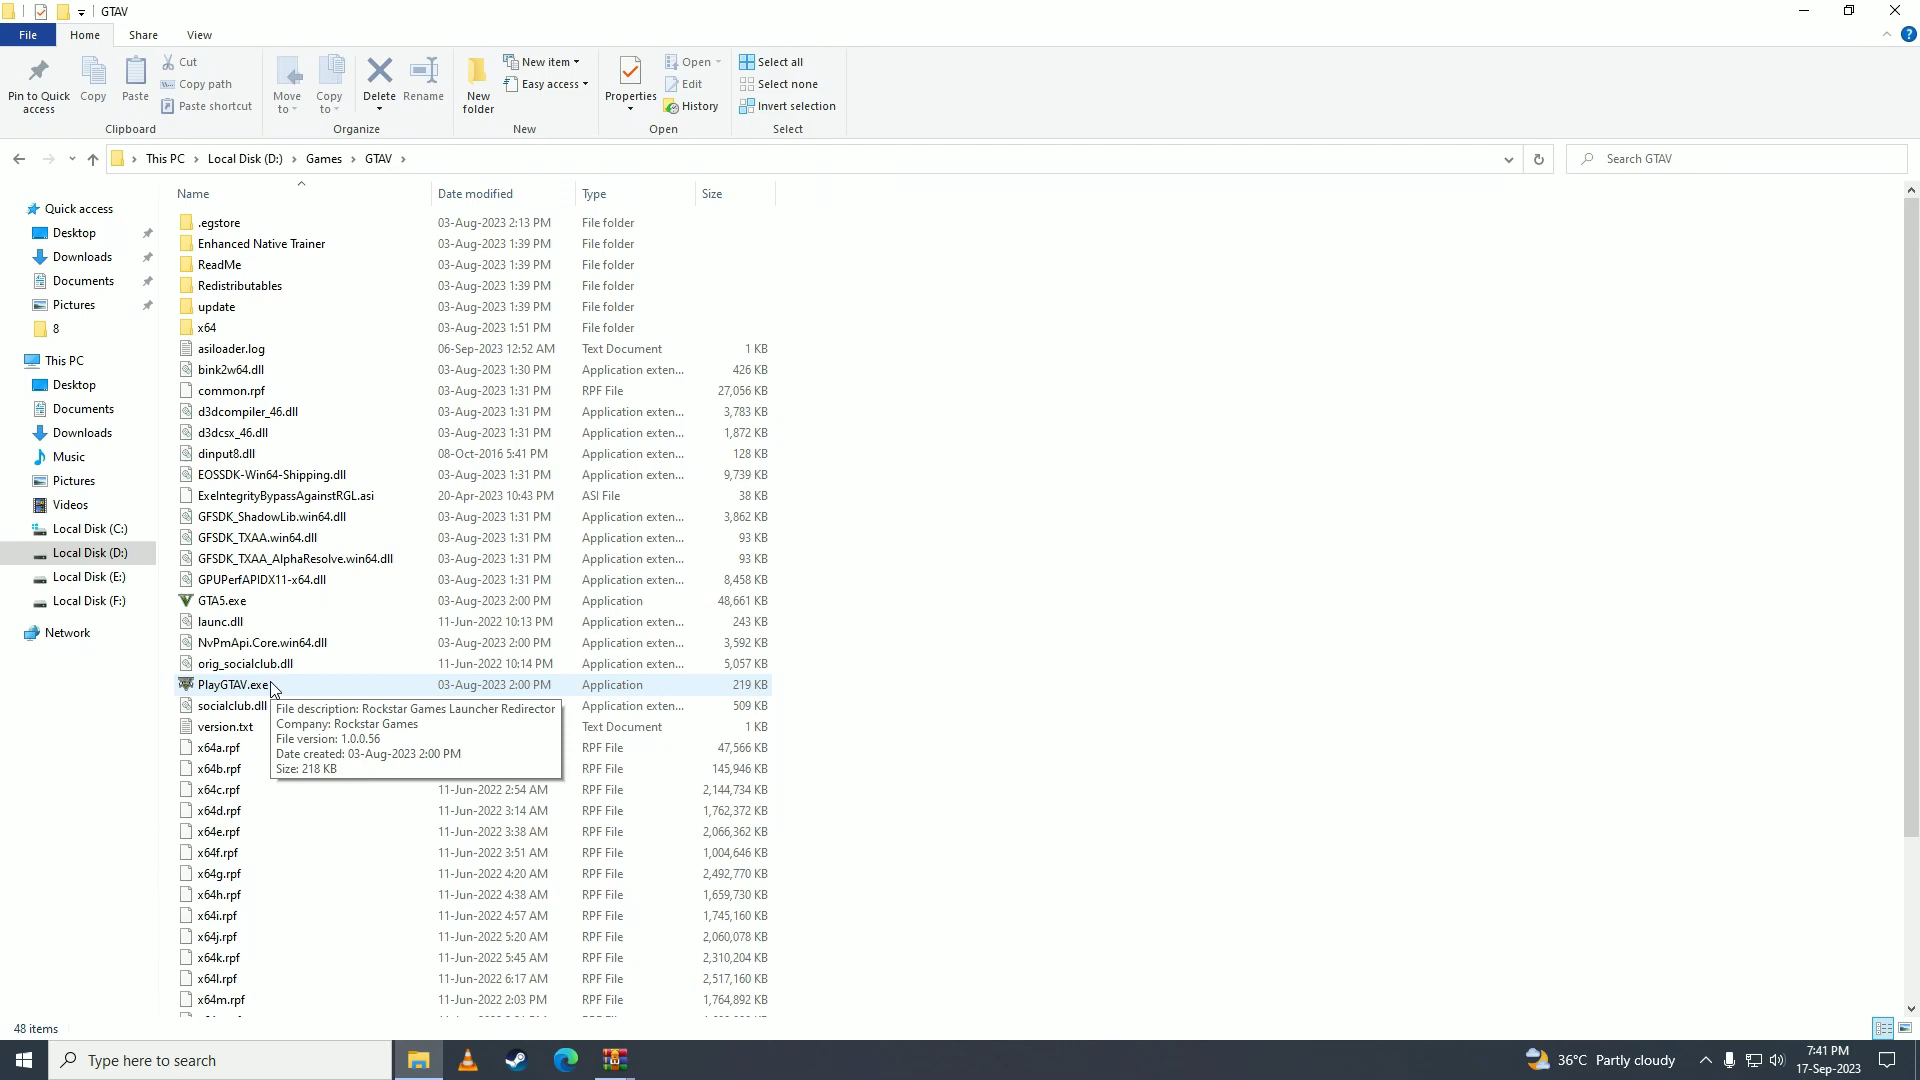 GTAV
File Home Share View
Pin to Quick access
Copy
Paste
Cut
Copy path
Paste shortcut
Clipboard
Move to
Copy to
Delete
Rename
Organize
New folder
New item
Easy access
New
Properties
Open
Edit
History
Open
Select all
Select none
Invert selection
Select
This PC Local Disk (D:) Games GTAV
Search GTAV
Quick access
Desktop
Downloads
Documents
Pictures
8
This PC
Desktop
Documents
Downloads
Music
Pictures
Videos
Local Disk (C:)
Local Disk (D:)
Local Disk (E:)
Local Disk (F:)
Network
Name Date modified Type Size
.egstore 03-Aug-2023 2:13 PM File folder
Enhanced Native Trainer 03-Aug-2023 1:39 PM File folder
ReadMe 03-Aug-2023 1:39 PM File folder
Redistributables 03-Aug-2023 1:39 PM File folder
update 03-Aug-2023 1:39 PM File folder
x64 03-Aug-2023 1:51 PM File folder
asiloader.log 06-Sep-2023 12:52 AM Text Document 1 KB
bink2w64.dll 03-Aug-2023 1:30 PM Application exten... 426 KB
common.rpf 03-Aug-2023 1:31 PM RPF File 27,056 KB
d3dcompiler_46.dll 03-Aug-2023 1:31 PM Application exten... 3,783 KB
d3dcsx_46.dll 03-Aug-2023 1:31 PM Application exten... 1,872 KB
dinput8.dll 08-Oct-2016 5:41 PM Application exten... 128 KB
EOSSDK-Win64-Shipping.dll 03-Aug-2023 1:31 PM Application exten... 9,739 KB
ExeIntegrityBypassAgainstRGL.asi 20-Apr-2023 10:43 PM ASI File 38 KB
GFSDK_ShadowLib.win64.dll 03-Aug-2023 1:31 PM Application exten... 3,862 KB
GFSDK_TXAA.win64.dll 03-Aug-2023 1:31 PM Application exten... 93 KB
GFSDK_TXAA_AlphaResolve.win64.dll 03-Aug-2023 1:31 PM Application exten... 93 KB
GPUPerfAPIDX11-x64.dll 03-Aug-2023 1:31 PM Application exten... 8,458 KB
GTA5.exe 03-Aug-2023 2:00 PM Application 48,661 KB
launc.dll 11-Jun-2022 10:13 PM Application exten... 243 KB
NvPmApi.Core.win64.dll 03-Aug-2023 2:00 PM Application exten... 3,592 KB
orig_socialclub.dll 11-Jun-2022 10:14 PM Application exten... 5,057 KB
PlayGTAV.exe 03-Aug-2023 2:00 PM Application 219 KB
socialclub.dll Application exten... 509 KB
version.txt Text Document 1 KB
x64a.rpf RPF File 47,566 KB
x64b.rpf RPF File 145,946 KB
File description: Rockstar Games Launcher Redirector
Company: Rockstar Games
File version: 1.0.0.56
Date created: 03-Aug-2023 2:00 PM
Size: 218 KB
x64c.rpf 11-Jun-2022 2:54 AM RPF File 2,144,734 KB
x64d.rpf 11-Jun-2022 3:14 AM RPF File 1,762,372 KB
x64e.rpf 11-Jun-2022 3:38 AM RPF File 2,066,362 KB
x64f.rpf 11-Jun-2022 3:51 AM RPF File 1,004,646 KB
x64g.rpf 11-Jun-2022 4:20 AM RPF File 2,492,770 KB
x64h.rpf 11-Jun-2022 4:38 AM RPF File 1,659,730 KB
x64i.rpf 11-Jun-2022 4:57 AM RPF File 1,745,160 KB
x64j.rpf 11-Jun-2022 5:20 AM RPF File 2,060,078 KB
x64k.rpf 11-Jun-2022 5:45 AM RPF File 2,310,204 KB
x64l.rpf 11-Jun-2022 6:17 AM RPF File 2,517,160 KB
x64m.rpf 11-Jun-2022 2:03 PM RPF File 1,764,892 KB
48 items
Type here to search
36°C Partly cloudy
7:41 PM
17-Sep-2023